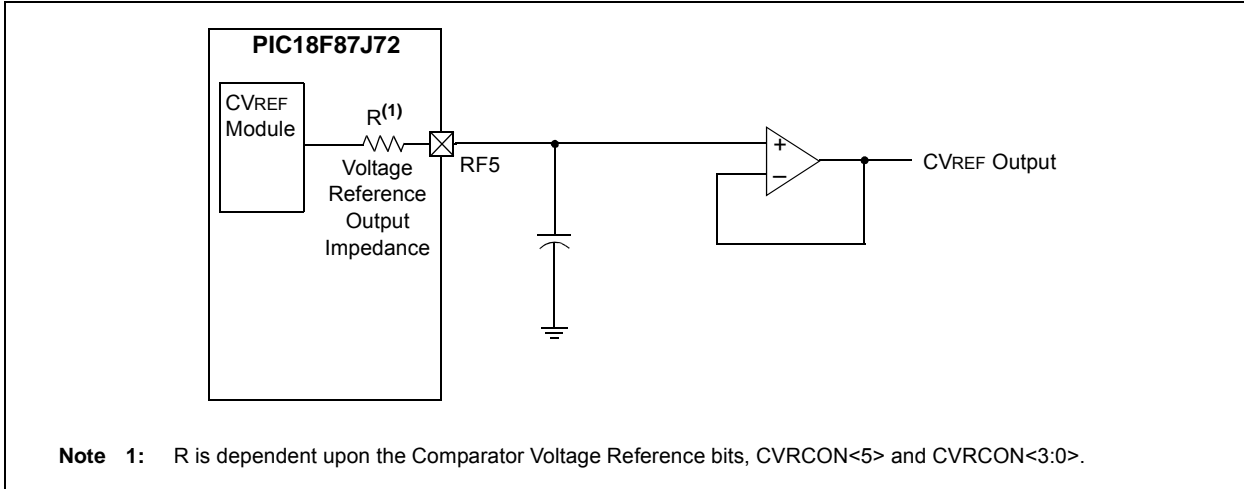 PIC18F87J72
CVREF
Module
R(1)
Voltage
Reference
Output
Impedance
RF5
+
–
CVREF Output
Note 1: R is dependent upon the Comparator Voltage Reference bits, CVRCON<5> and CVRCON<3:0>.